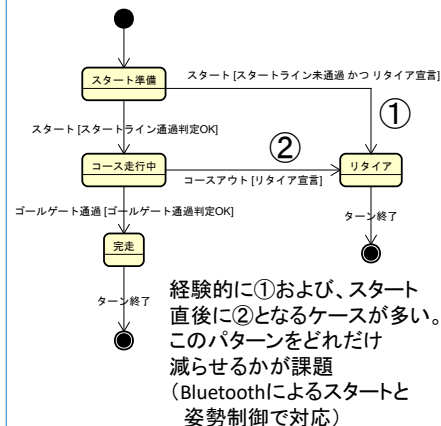 スタート準備
スタート [スタートライン未通過 かつ リタイア宣言]
①
スタート [スタートライン通過判定OK]
②
コース走行中
リタイア
コースアウト [リタイア宣言]
ゴールゲート通過 [ゴールゲート通過判定OK]
ターン終了
完走
ターン終了
経験的に①および、スタート
直後に②となるケースが多い。
このパターンをどれだけ
減らせるかが課題
（Bluetoothによるスタートと
姿勢制御で対応）